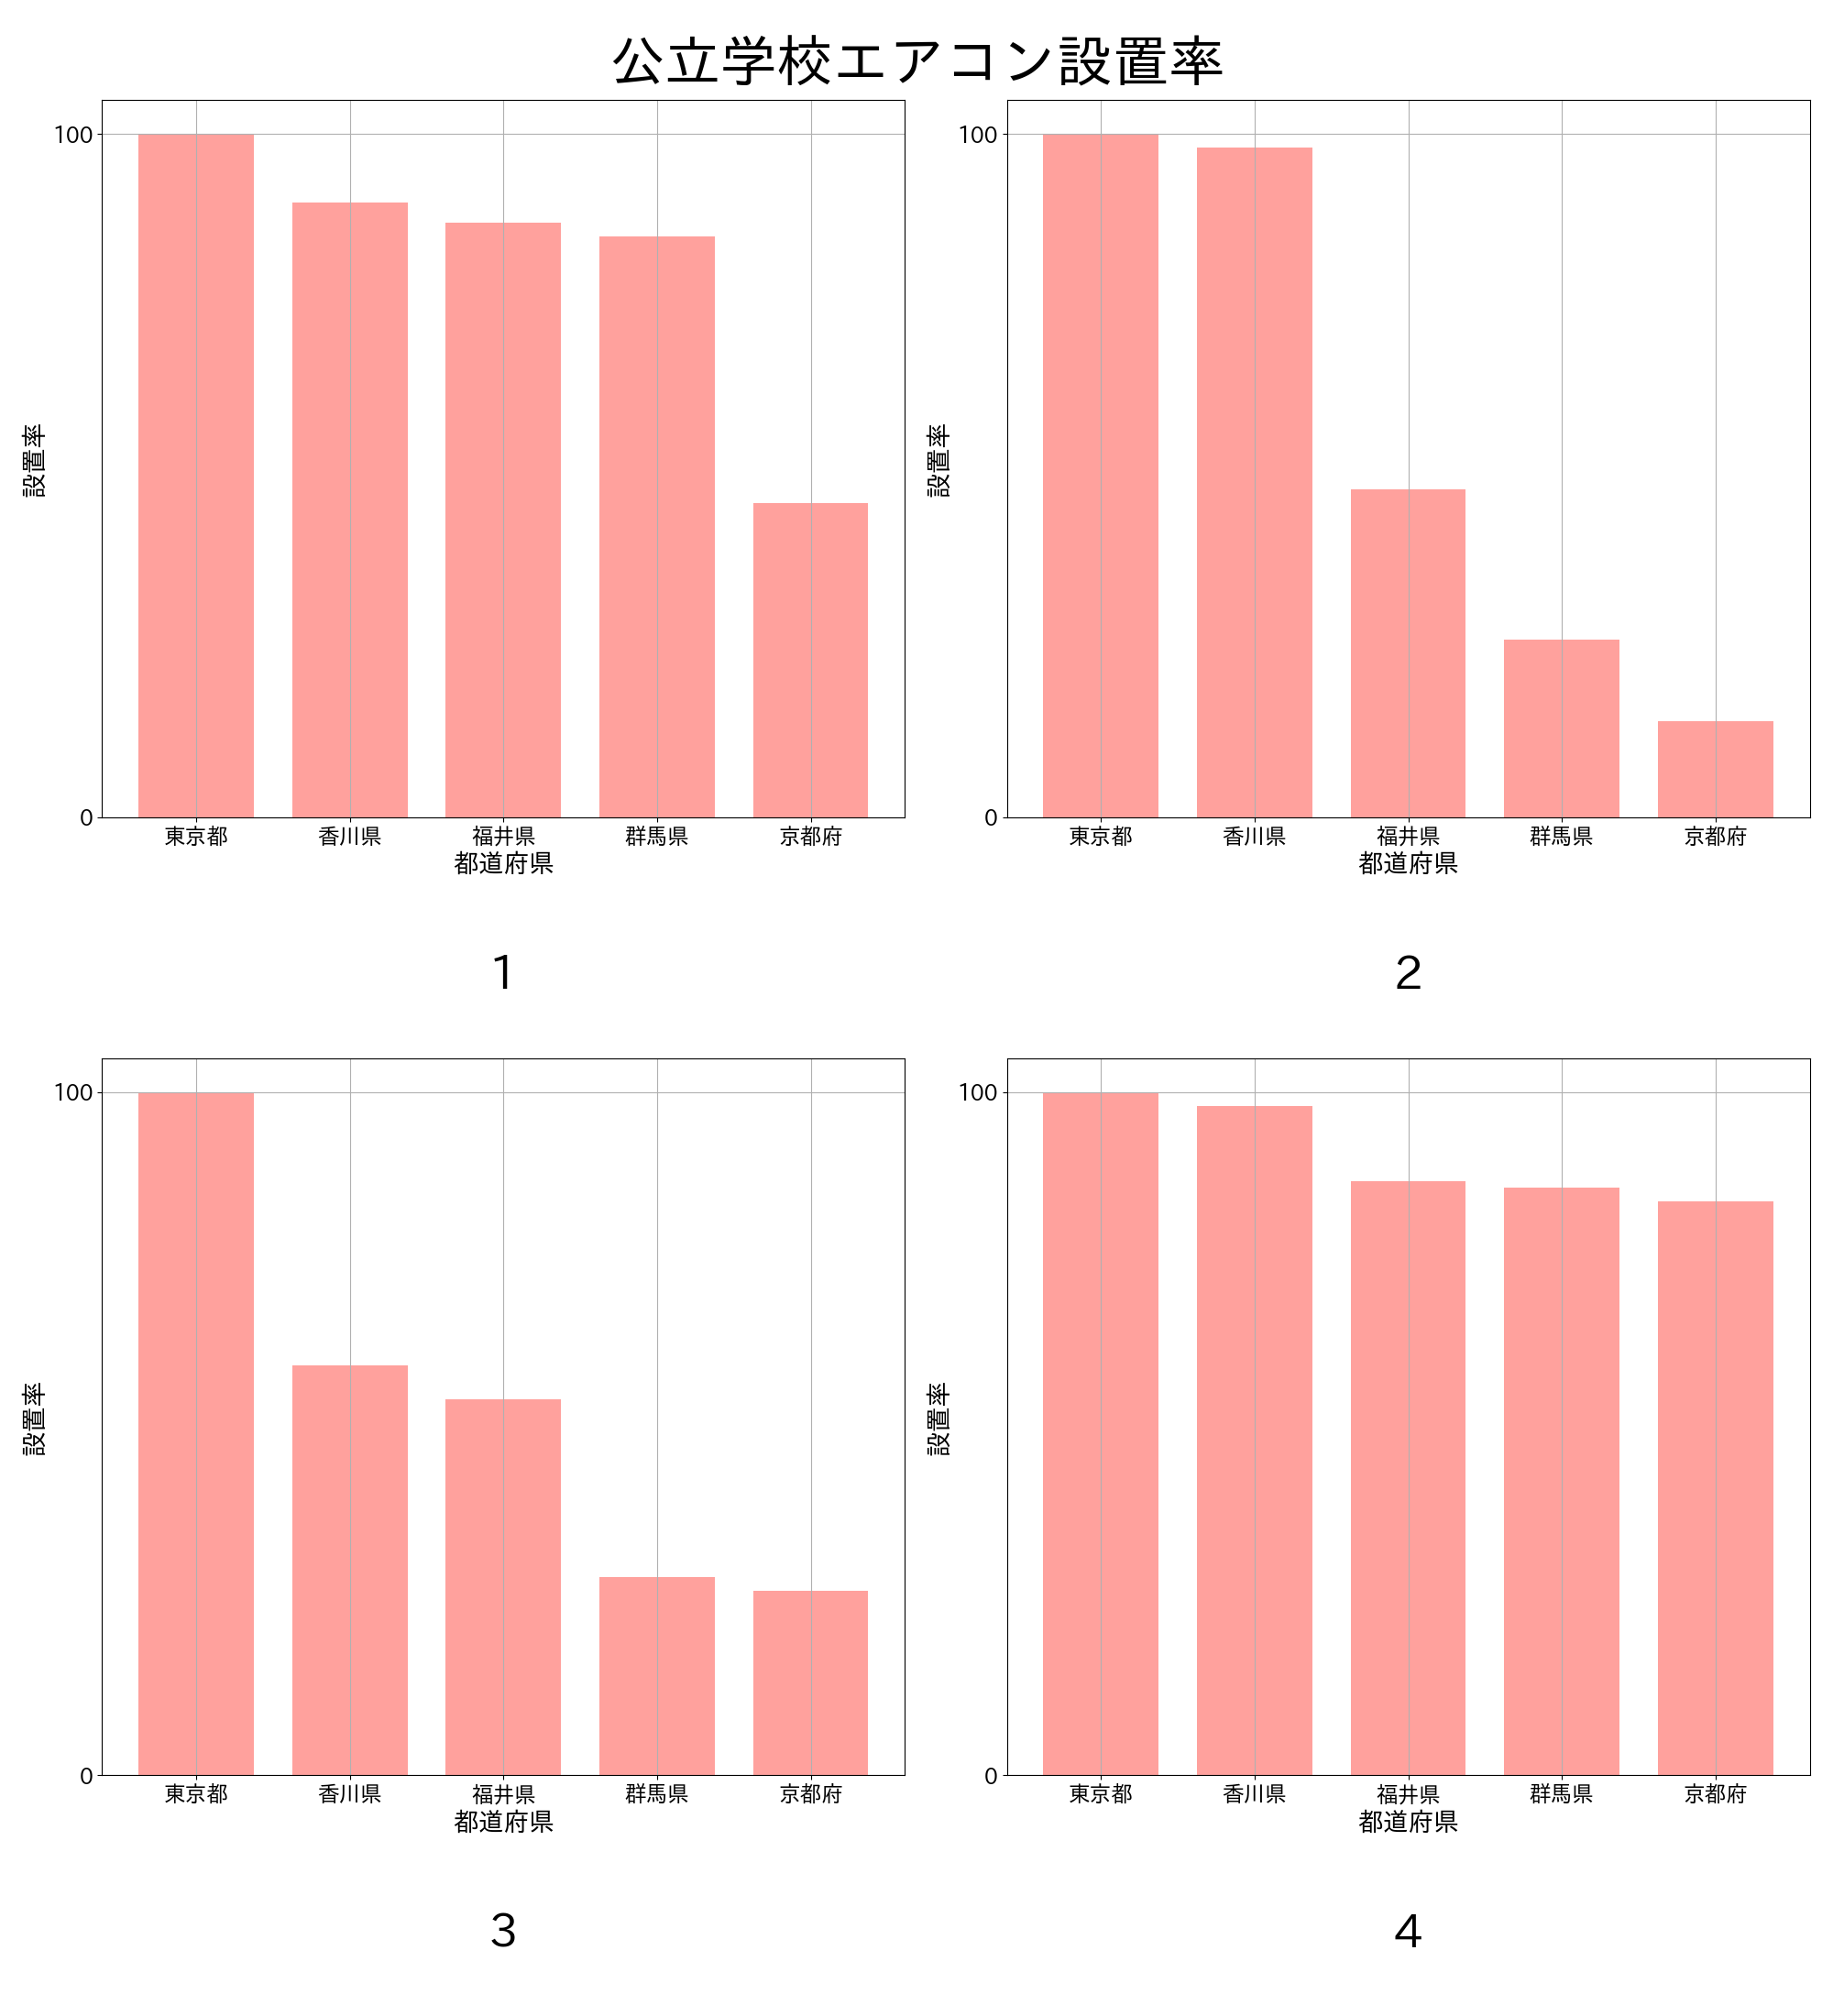 公立学校エアコン設置率
100
0
設置率
東京都 香川県 福井県 群馬県 京都府
都道府県
1
100
0
設置率
東京都 香川県 福井県 群馬県 京都府
都道府県
2
100
0
設置率
東京都 香川県 福井県 群馬県 京都府
都道府県
3
100
0
設置率
東京都 香川県 福井県 群馬県 京都府
都道府県
4